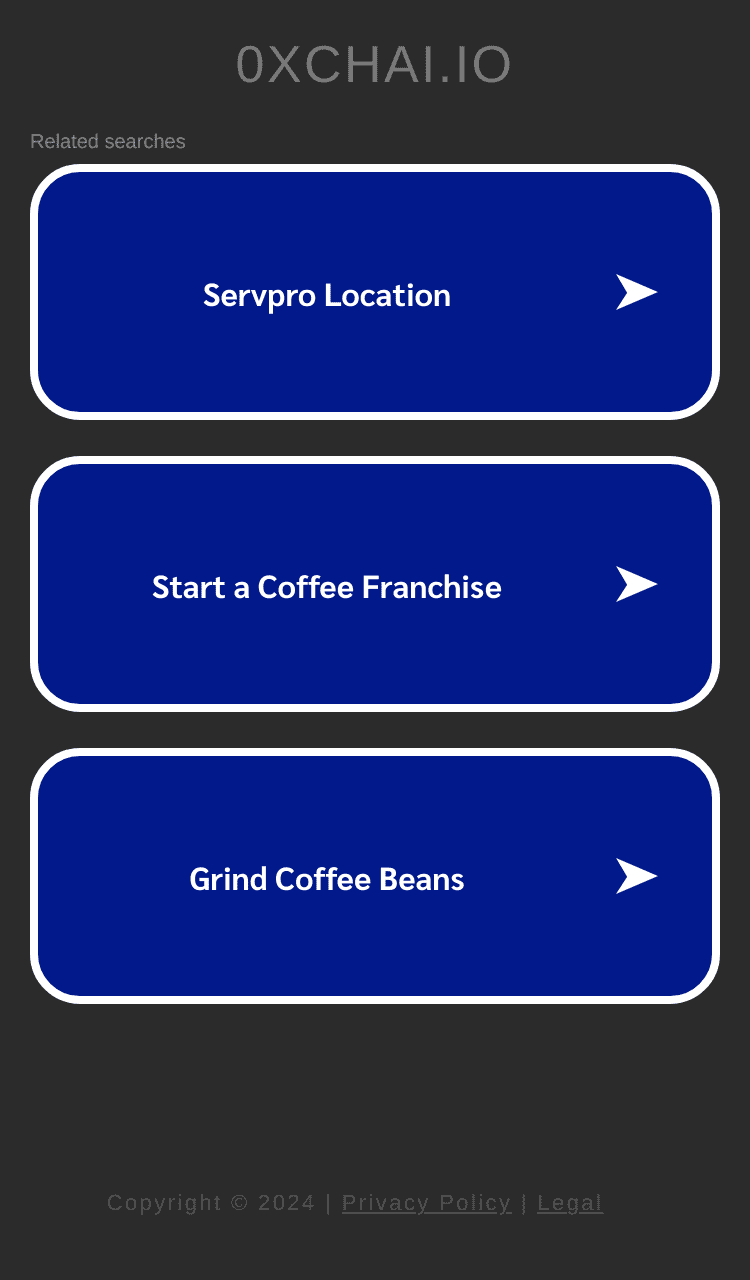 0XCHAI.IO
Related searches
Servpro Location
Start a Coffee Franchise
Grind Coffee Beans
Copyright © 2024 | Privacy Policy | Legal